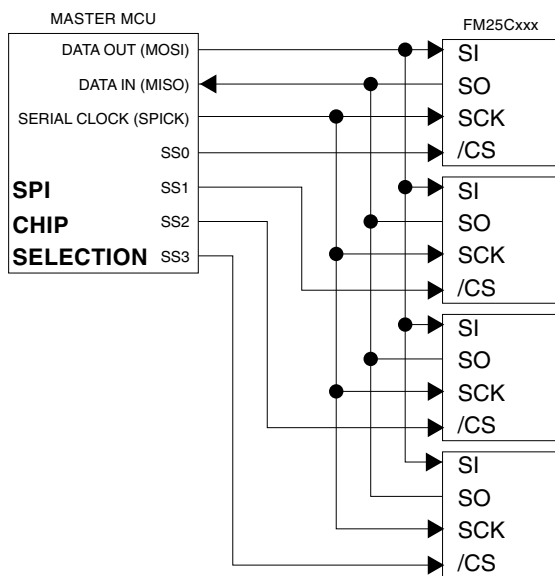 MASTER MCU
DATA OUT (MOSI)
DATA IN (MISO)
SERIAL CLOCK (SPICK)
SS0
SPI SS1
CHIP SS2
SELECTION SS3
FM25Cxxx
SI
SO
SCK
/CS
SI
SO
SCK
/CS
SI
SO
SCK
/CS
SI
SO
SCK
/CS